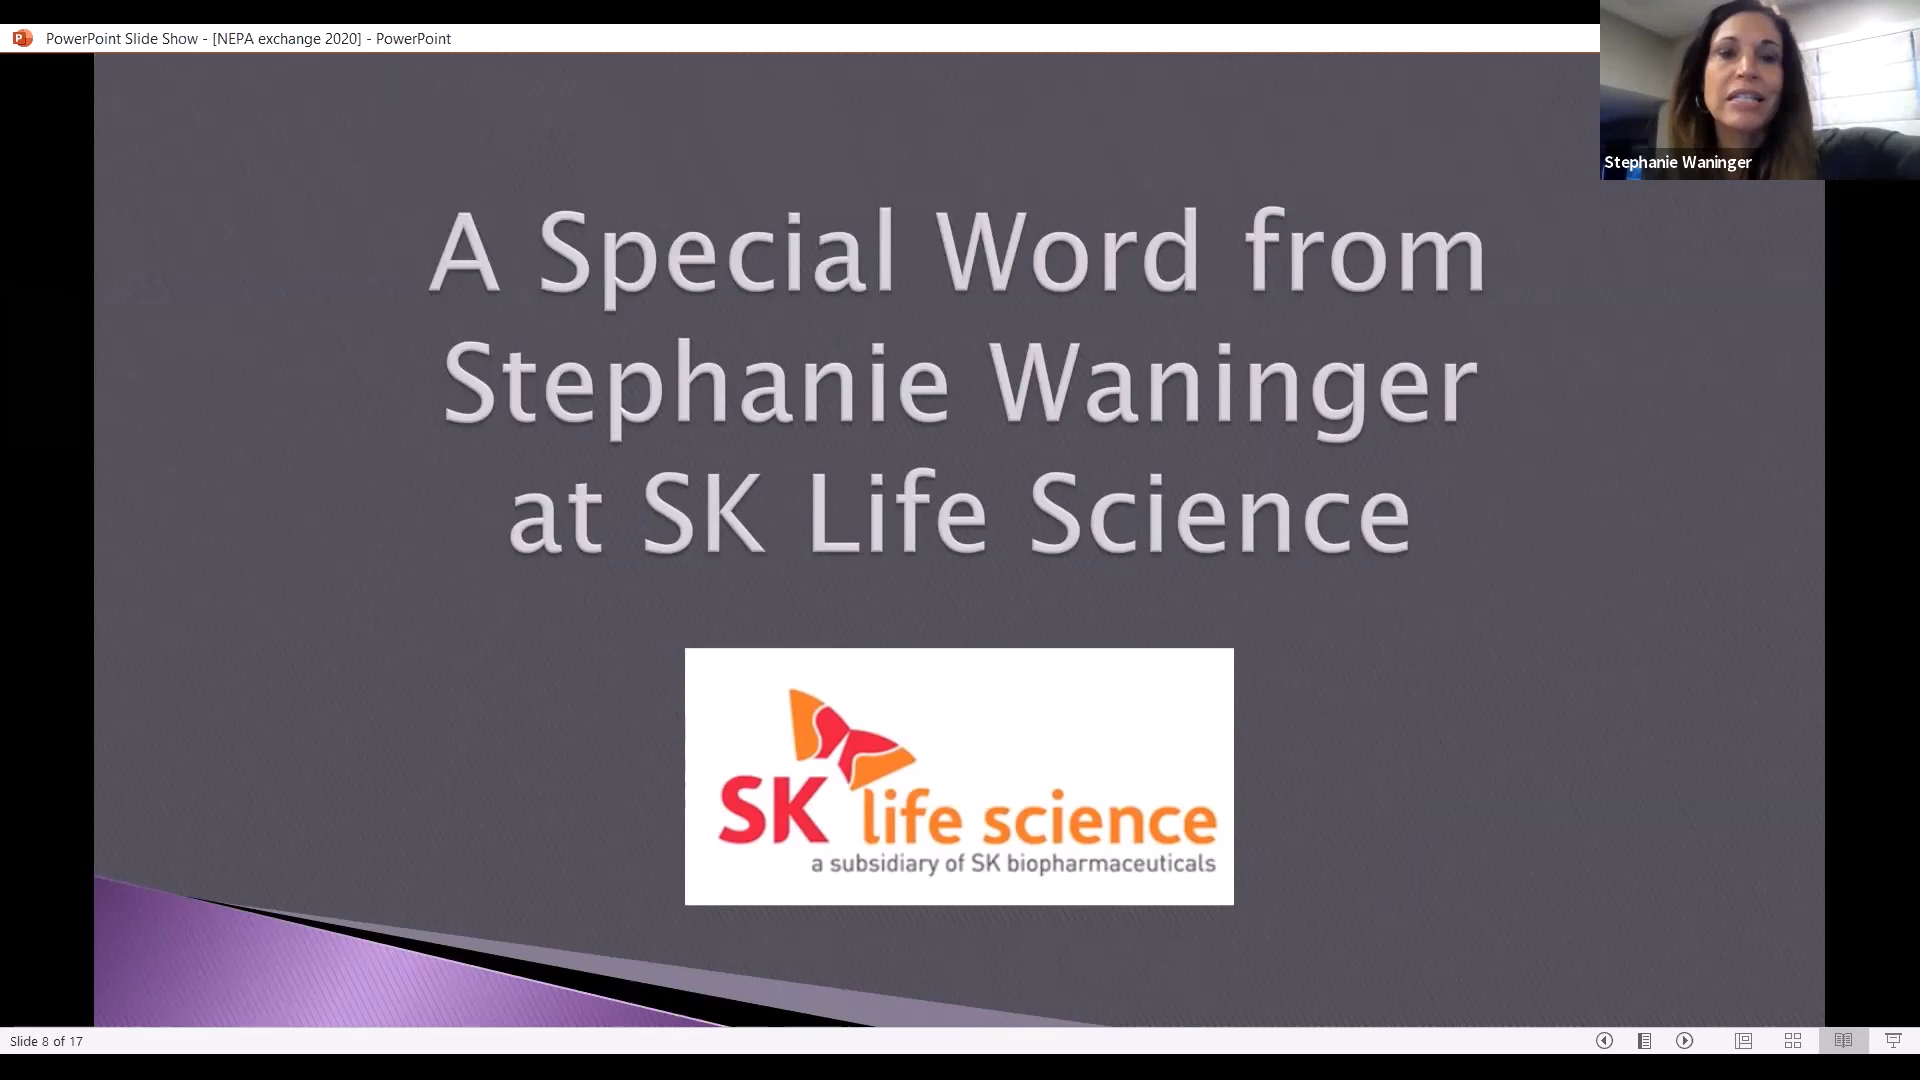 PowerPoint Slide Show - [NEPA exchange 2020] - PowerPoint
Stephanie Waninger
A Special Word from
Stephanie Waninger
at SK Life Science
SK life science
a subsidiary of SK biopharmaceuticals
Slide 8 of 17